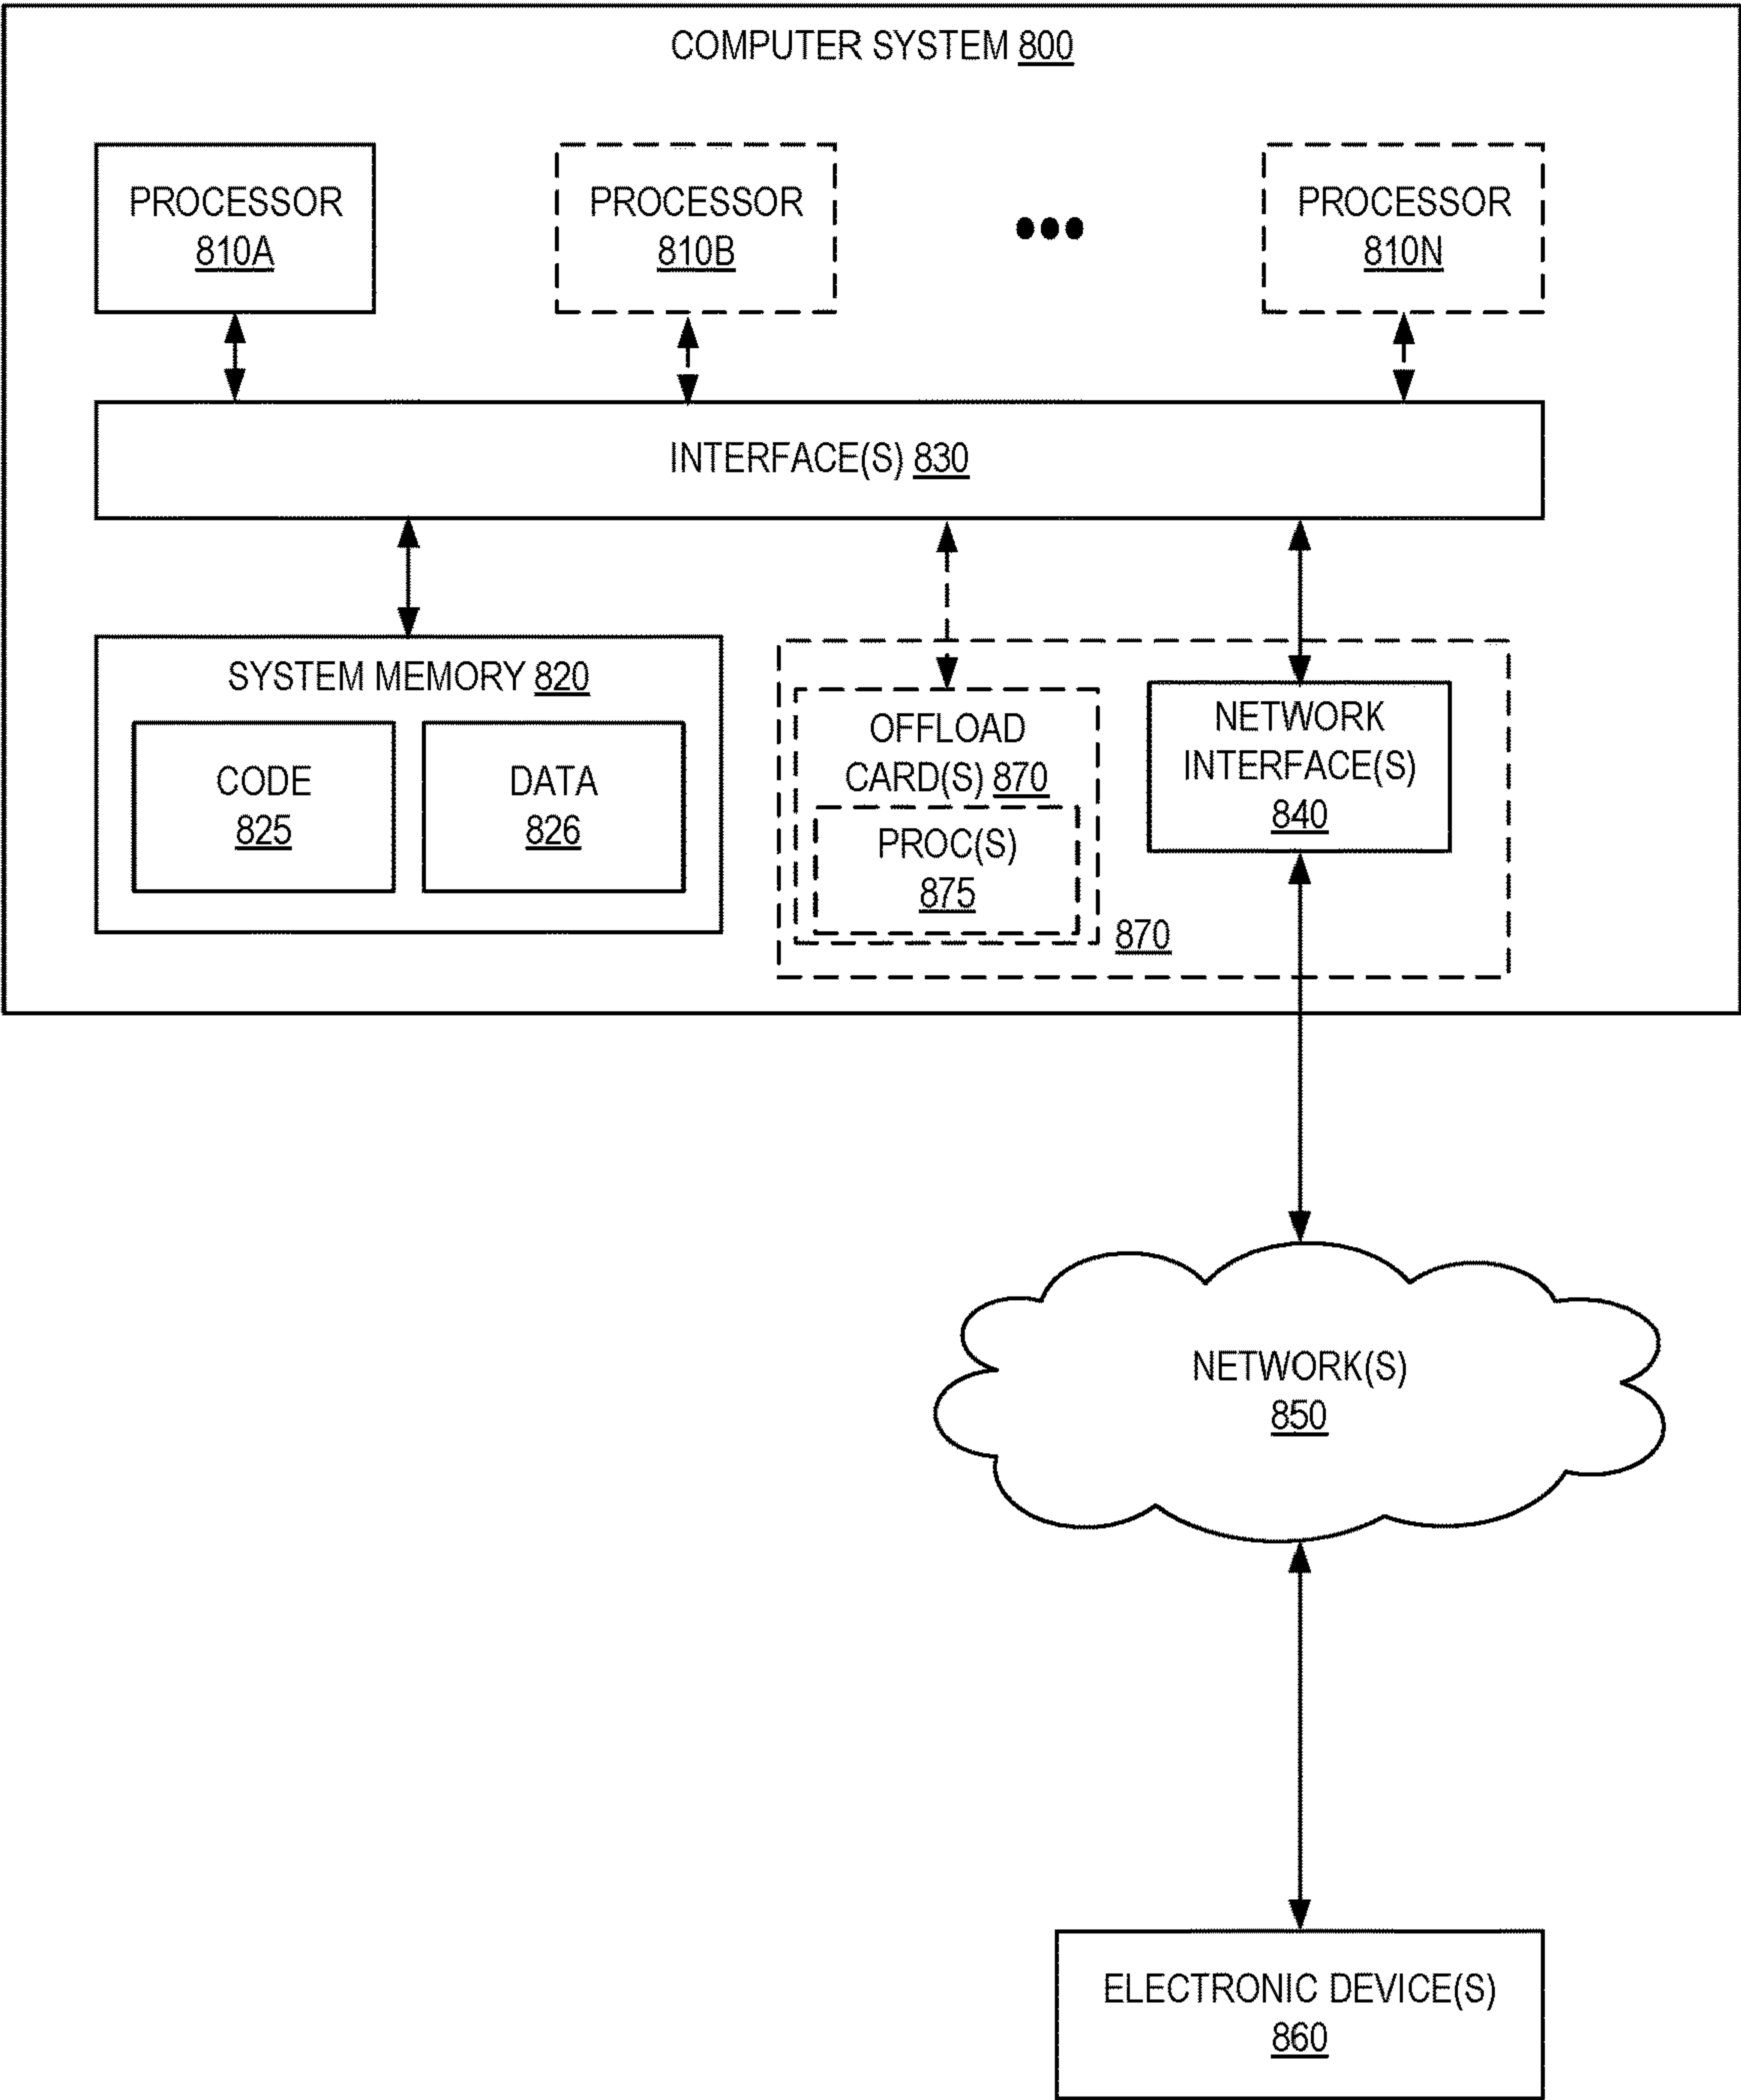 COMPUTER SYSTEM 800
PROCESSOR
810A
PROCESSOR
810B
PROCESSOR
810N
INTERFACE(S) 830
SYSTEM MEMORY 820
CODE
825
DATA
826
OFFLOAD
CARD(S) 870
PROC(S)
875
870
NETWORK
INTERFACE(S)
840
NETWORK(S)
850
ELECTRONIC DEVICE(S)
860